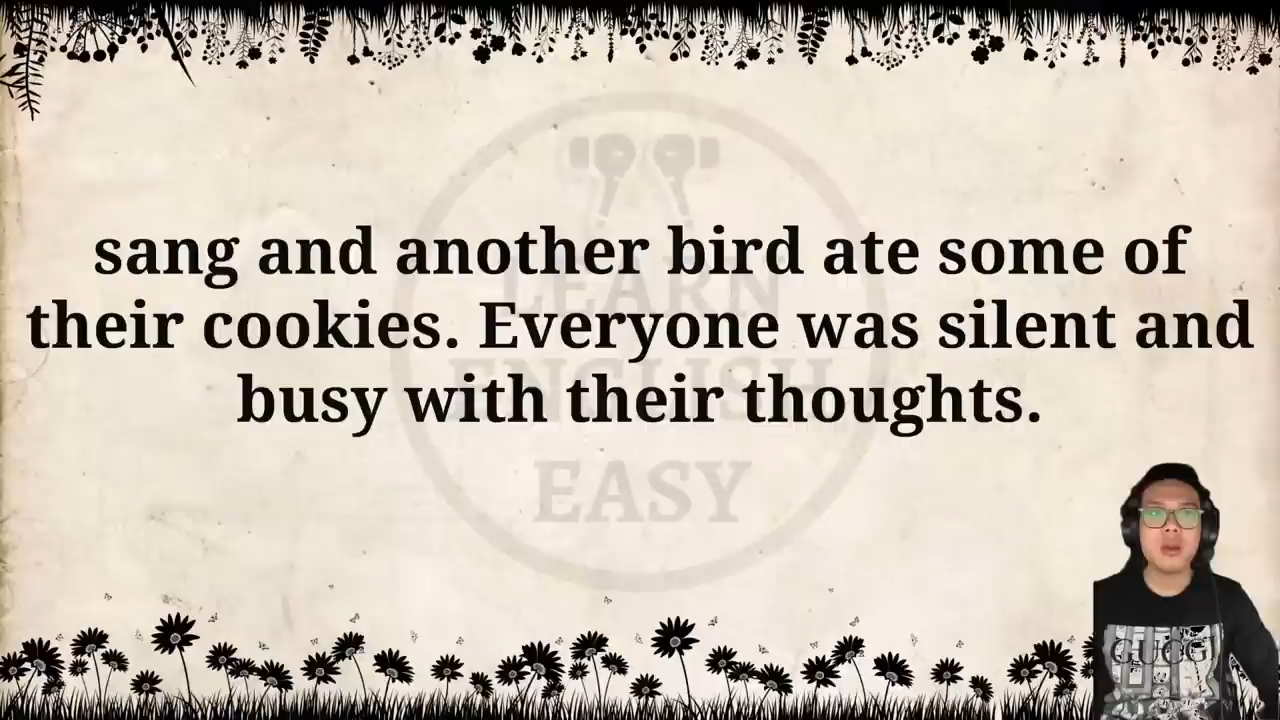 sang and another bird ate some of
their cookies. Everyone was silent and
busy with their thoughts.
LEARN
ENGLISH
EASY
GUCCI